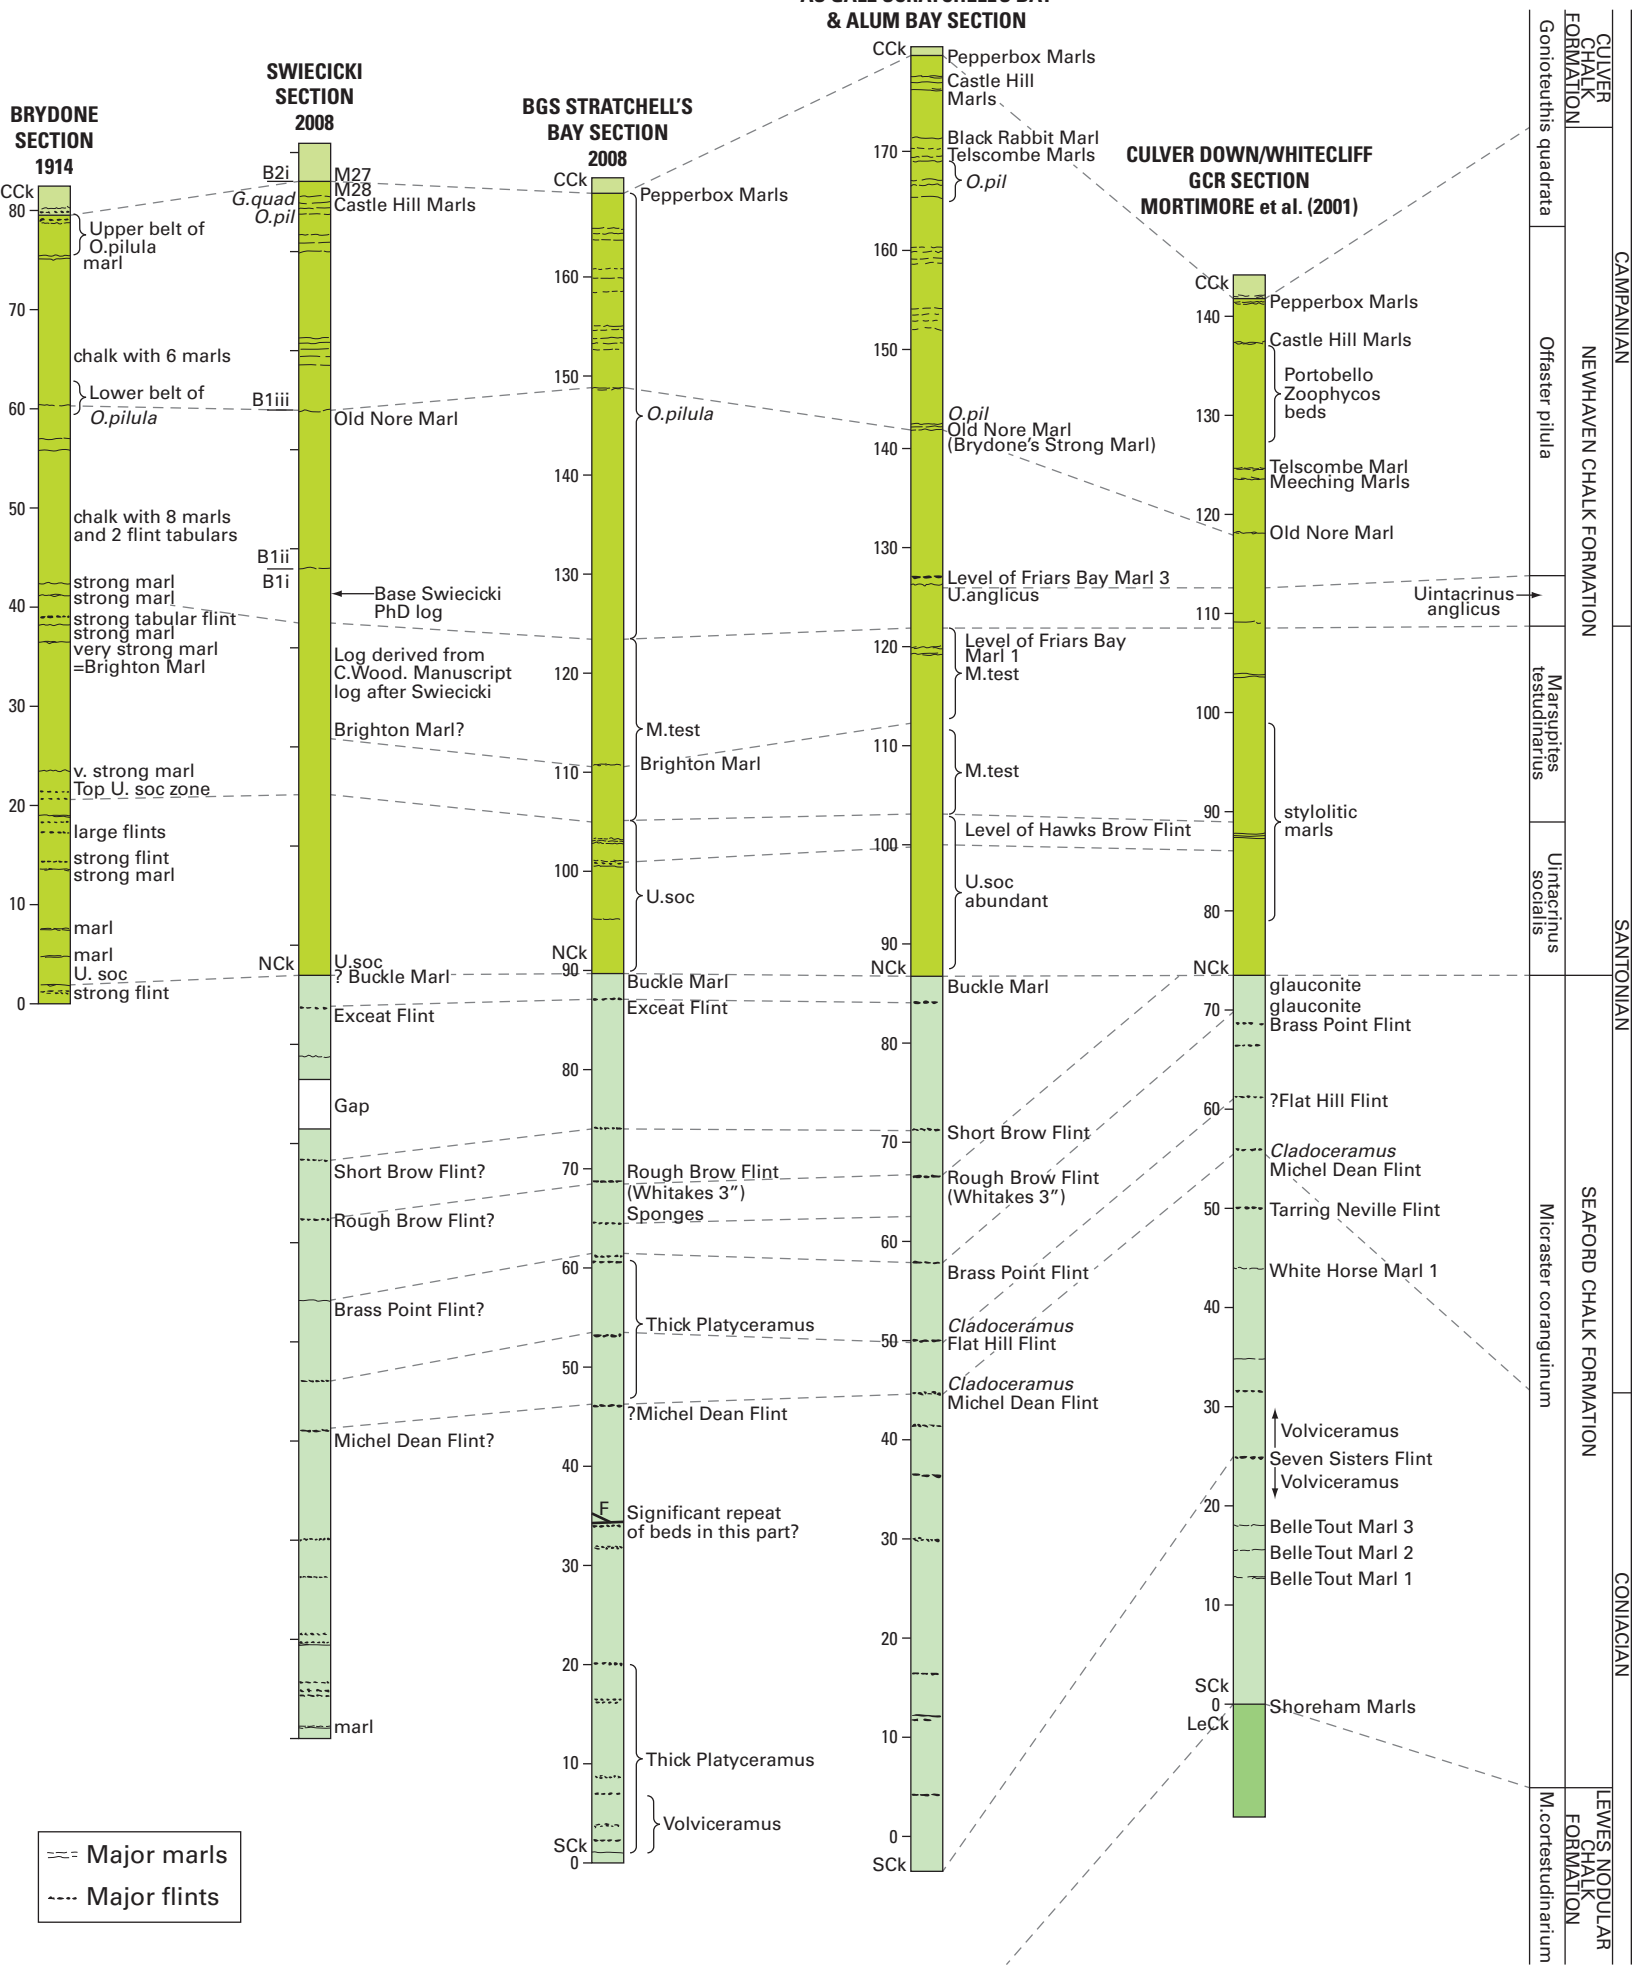 & ALUM BAY SECTION
BRYDONE
SECTION
1914
CCk
80
Upper belt of
O.pilula
marl
70
chalk with 6 marls
Lower belt of
O.pilula
60
50
chalk with 8 marls
and 2 flint tabulars
strong marl
strong marl
40
strong tabular flint
strong marl
very strong marl
=Brighton Marl
30
v. strong marl
Top U. soc zone
20
large flints
strong flint
strong marl
10
marl
marl
U. soc
strong flint
0
SWIECICKI
SECTION
2008
B2i
M27
M28
G.quad
O.pil
Castle Hill Marls
B1iii
Old Nore Marl
B1ii
B1i
Base Swiecicki
PhD log
Log derived from
C.Wood. Manuscript
log after Swiecicki
Brighton Marl?
NCk
U.soc
? Buckle Marl
Exceat Flint
Gap
Short Brow Flint?
Rough Brow Flint?
Brass Point Flint?
Michel Dean Flint?
marl
BGS STRATCHELL'S
BAY SECTION
2008
CCk
Pepperbox Marls
160
150
O.pilula
140
130
120
M.test
110
Brighton Marl
100
U.soc
NCk
90
Buckle Marl
Exceat Flint
80
70
Rough Brow Flint
(Whitakes 3”)
Sponges
60
Thick Platyceramus
50
?Michel Dean Flint
40
F
Significant repeat
of beds in this part?
30
20
Thick Platyceramus
10
Volviceramus
SCk
0
CCk
Pepperbox Marls
Castle Hill
Marls
Black Rabbit Marl
170
Telscombe Marls
O.pil
160
150
O.pil
Old Nore Marl
(Brydone's Strong Marl)
140
130
Level of Friars Bay Marl 3
U.anglicus
120
Level of Friars Bay
Marl 1
M.test
110
M.test
Level of Hawks Brow Flint
100
U.soc
abundant
90
NCk
Buckle Marl
80
70
Short Brow Flint
Rough Brow Flint
(Whitakes 3”)
60
Brass Point Flint
Cladoceramus
50
Flat Hill Flint
Cladoceramus
Michel Dean Flint
40
30
20
10
0
SCk
CULVER DOWN/WHITECLIFF
GCR SECTION
MORTIMORE et al. (2001)
CCk
Pepperbox Marls
140
Castle Hill Marls
Portobello
Zoophycos
beds
130
Telscombe Marl
Meeching Marls
120
Old Nore Marl
110
100
90
stylolitic
marls
80
NCk
glauconite
glauconite
70
Brass Point Flint
60
?Flat Hill Flint
Cladoceramus
Michel Dean Flint
50
Tarring Neville Flint
White Horse Marl 1
40
30
Volviceramus
Seven Sisters Flint
Volviceramus
20
Belle Tout Marl 3
Belle Tout Marl 2
Belle Tout Marl 1
10
SCk
0
Shoreham Marls
LeCk
Gonioteuthis quadrata
Offaster pilula
Uintacrinus
anglicus
Marsupites
testudinarius
Uintacrinus
socialis
Micraster coranguinum
M.cortestudinarium
CULVER
CHALK
FORMATION
NEWHAVEN CHALK FORMATION
SEAFORD CHALK FORMATION
LEWES NODULAR
CHALK
FORMATION
CAMPANIAN
SANTONIAN
CONIACIAN
Major marls
Major flints